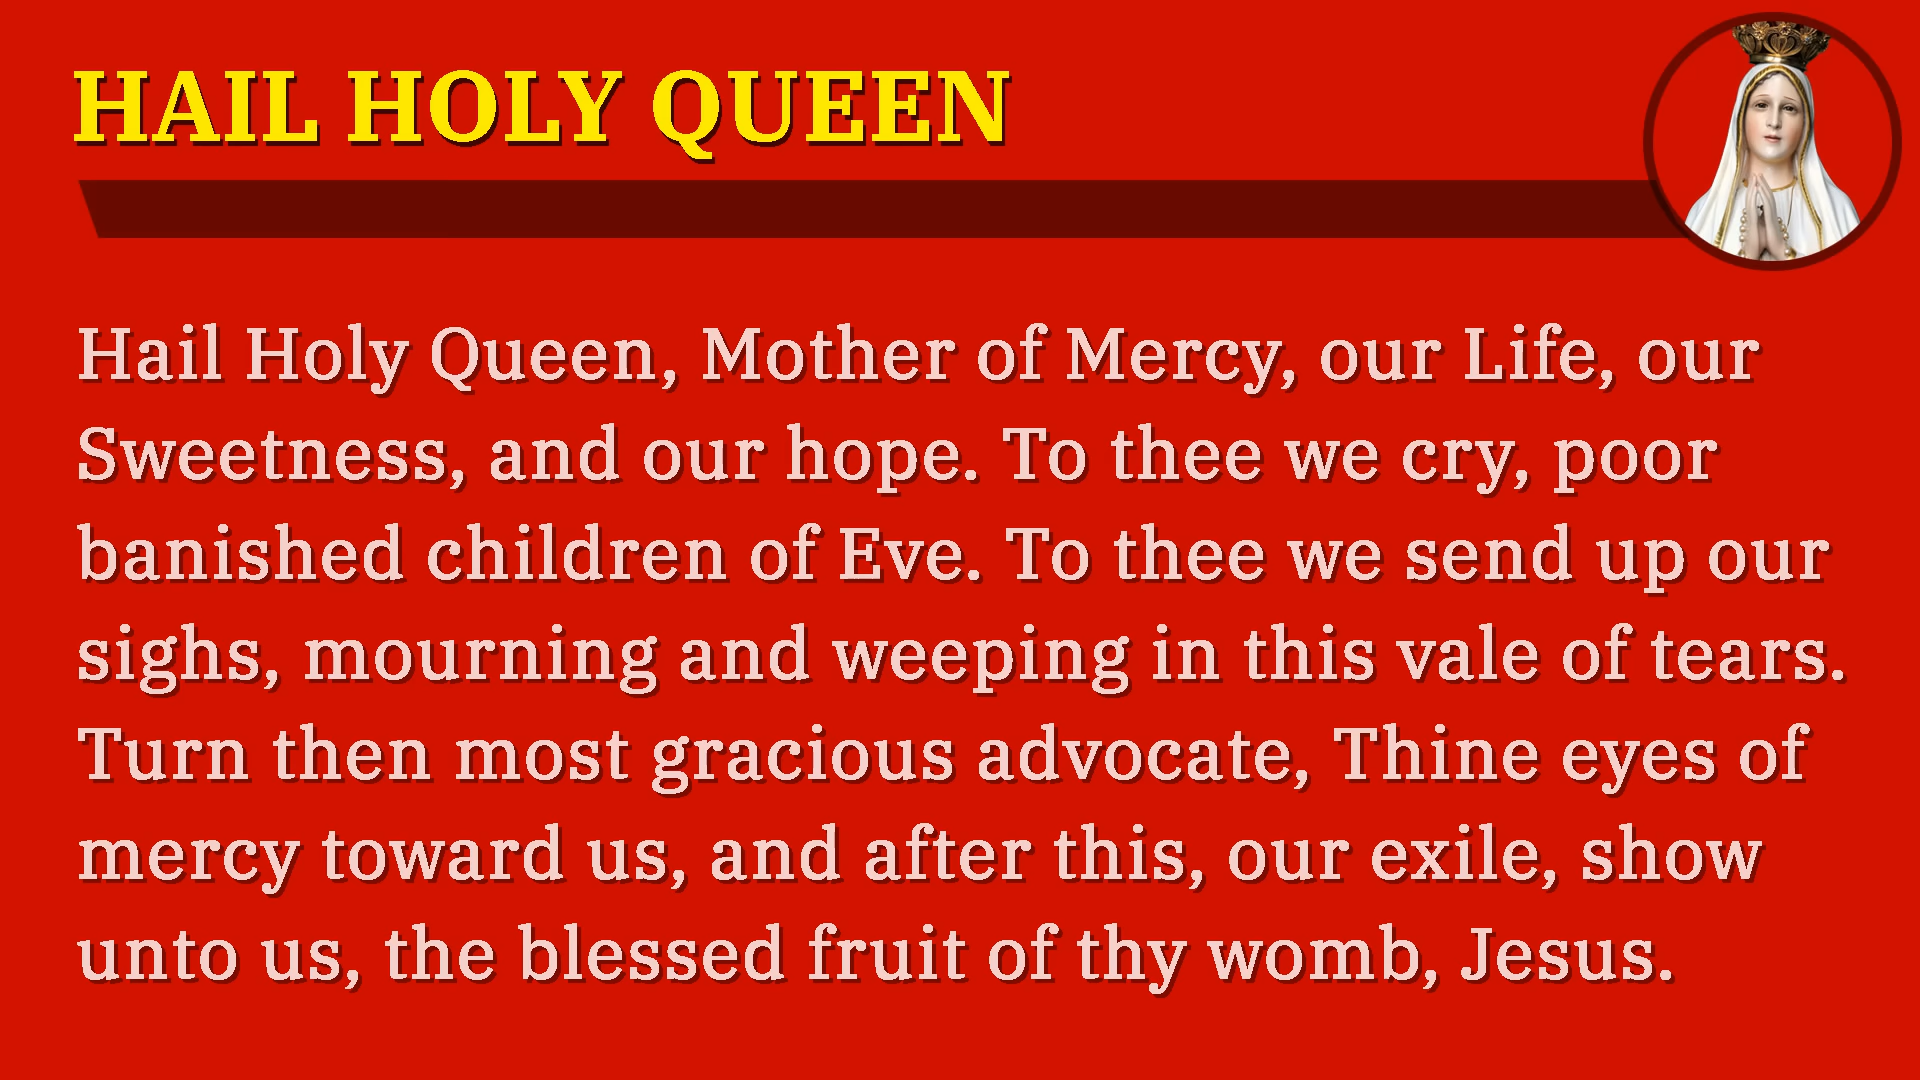 HAIL HOLY QUEEN
Hail Holy Queen, Mother of Mercy, our Life, our
Sweetness, and our hope. To thee we cry, poor
banished children of Eve. To thee we send up our
sighs, mourning and weeping in this vale of tears.
Turn then most gracious advocate, Thine eyes of
mercy toward us, and after this, our exile, show
unto us, the blessed fruit of thy womb, Jesus.